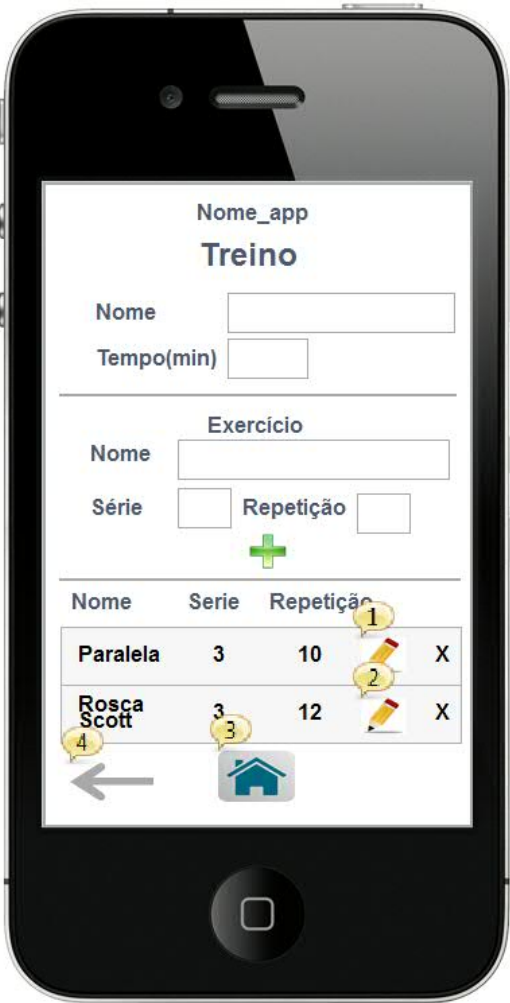 Nome_app
Treino
Nome
Tempo(min)
Exercício
Nome
Série Repetição
Nome Serie Repetição
1
Paralela 3 10 X
2
Rosca Scott 3 12 X
3
4